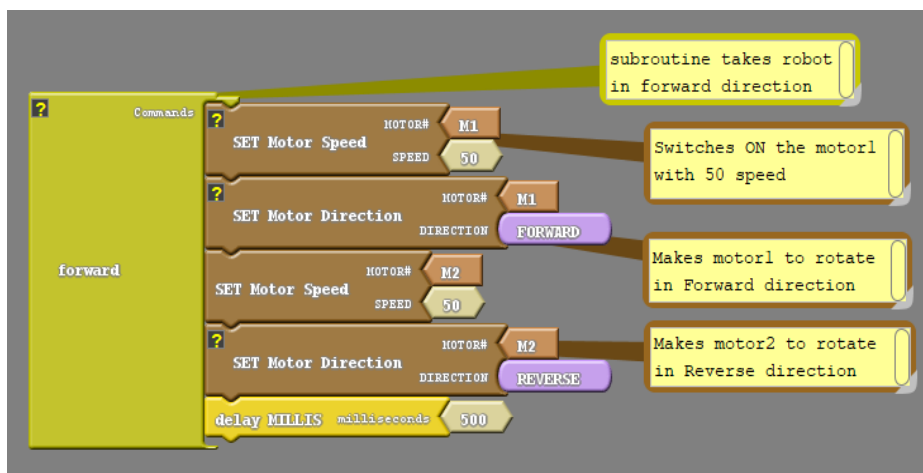 subroutine takes robot
in forward direction
?
Commands
?
MOTOR# M1
SET Motor Speed
SPEED 50
Switches ON the motor1
with 50 speed
?
MOTOR# M1
SET Motor Direction
DIRECTION FORWARD
Makes motor1 to rotate
in Forward direction
forward
MOTOR# M2
SET Motor Speed
SPEED 50
?
MOTOR# M2
SET Motor Direction
DIRECTION REVERSE
Makes motor2 to rotate
in Reverse direction
delay MILLIS milliseconds 500